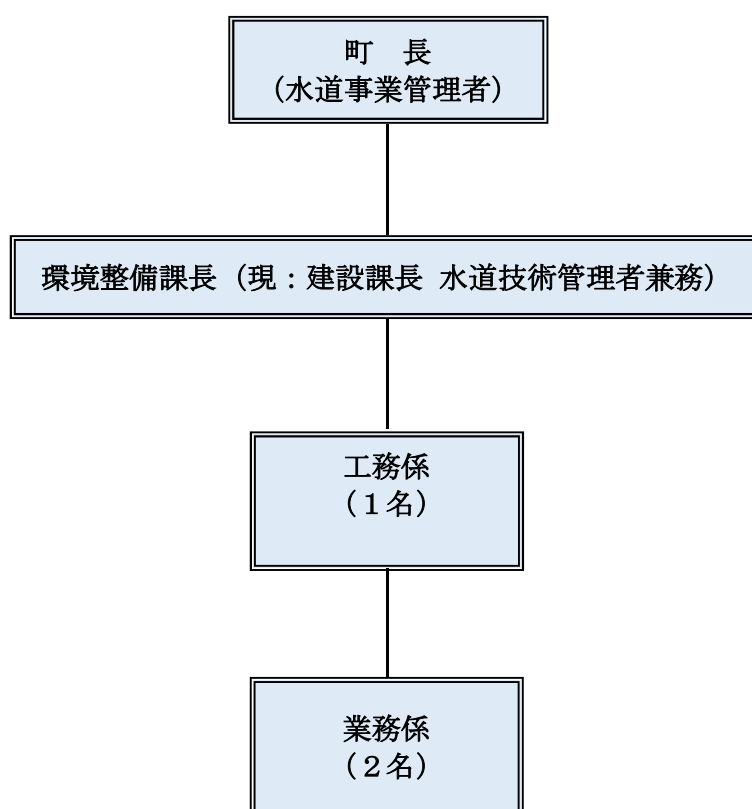 町　長
（水道事業管理者）
環境整備課長（現：建設課長 水道技術管理者兼務）
工務係
（１名）
業務係
（２名）